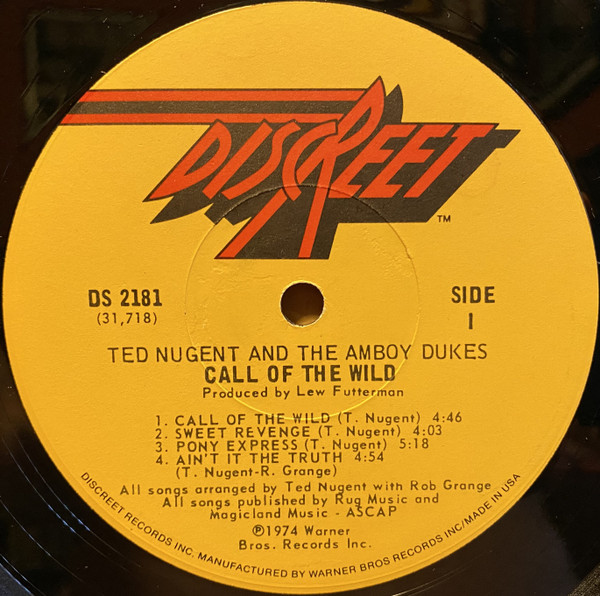 DISCREET
TM
DS 2181
(31,718)
SIDE
1
TED NUGENT AND THE AMBOY DUKES
CALL OF THE WILD
Produced by Lew Futterman
1. CALL OF THE WILD (T. Nugent) 4:46
2. SWEET REVENGE (T. Nugent) 4:03
3. PONY EXPRESS (T. Nugent) 5:18
4. AIN'T IT THE TRUTH 4:54
(T. Nugent-R. Grange)
All songs arranged by Ted Nugent with Rob Grange
All songs published by Rug Music and
Magicland Music - ASCAP
℗1974 Warner
Bros. Records Inc.
DISCREET RECORDS INC. MANUFACTURED BY WARNER BROS RECORDS INC/MADE IN USA